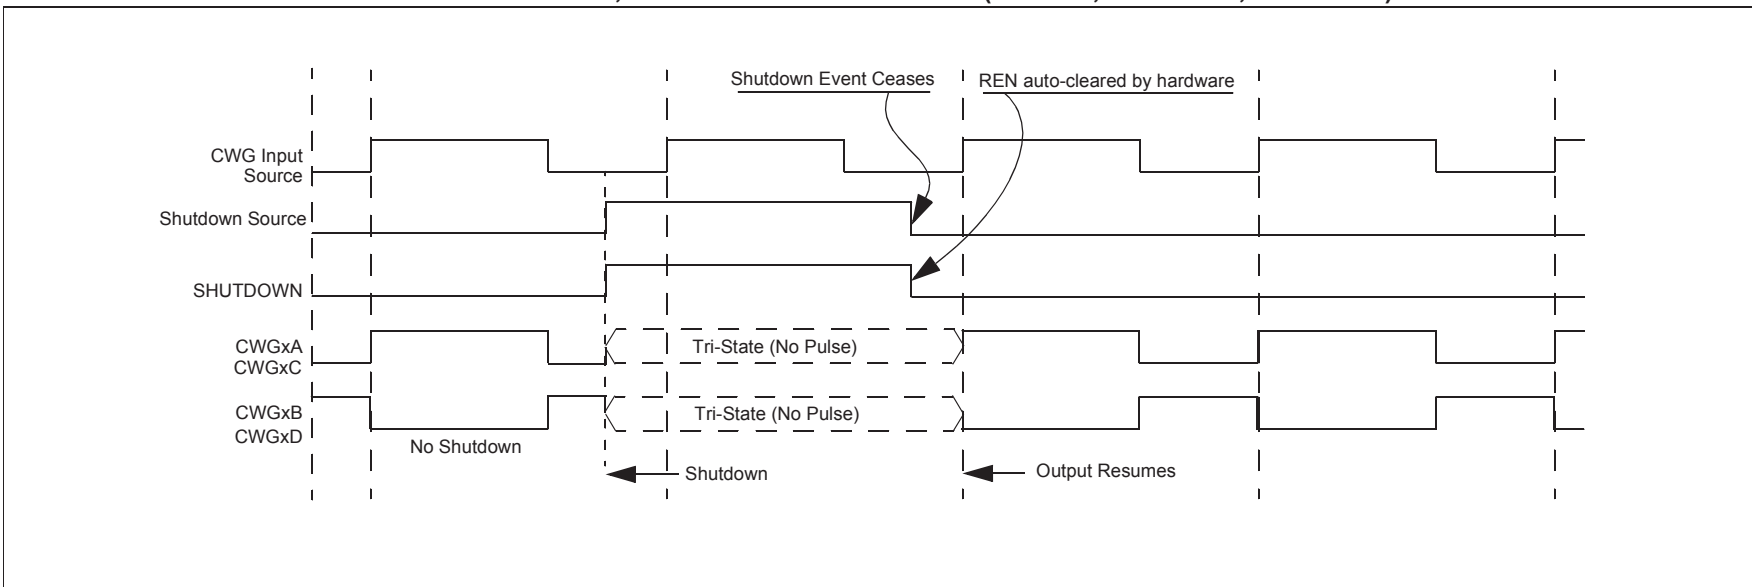 Shutdown Event Ceases
REN auto-cleared by hardware
CWG Input
Source
Shutdown Source
SHUTDOWN
CWGxA
CWGxC
Tri-State (No Pulse)
CWGxB
CWGxD
Tri-State (No Pulse)
No Shutdown
Shutdown
Output Resumes